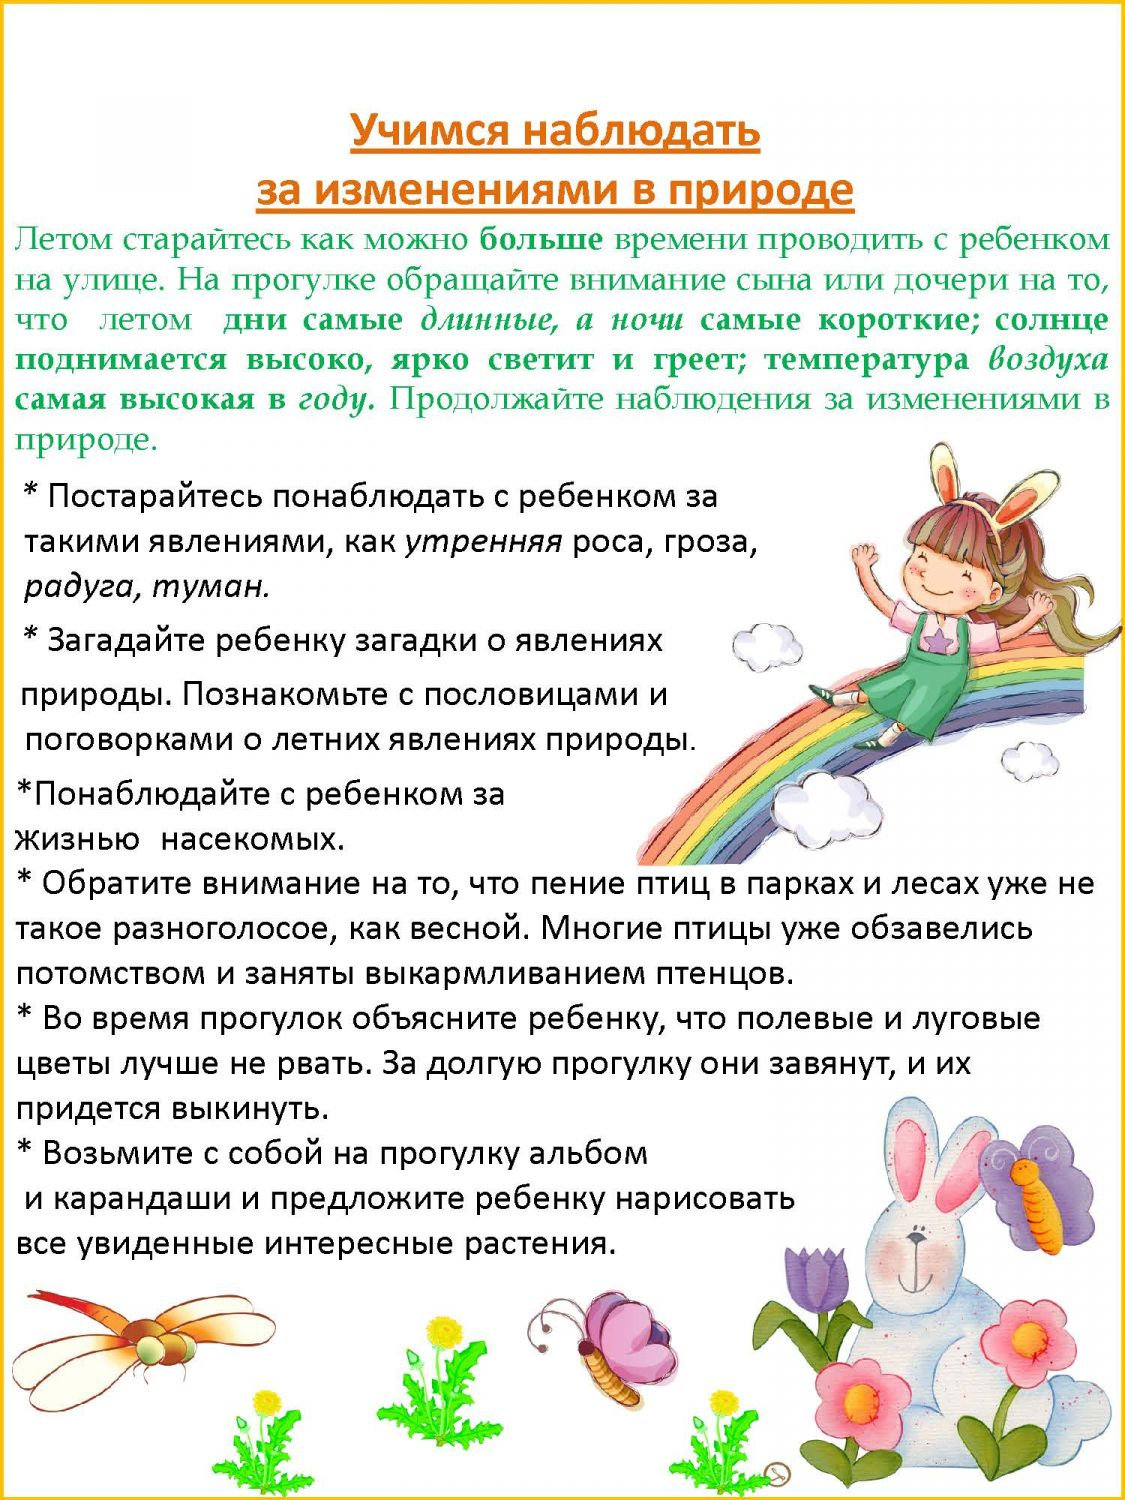 Учимся наблюдать
за изменениями в природе
Летом старайтесь как можно больше времени проводить с ребенком
на улице. На прогулке обращайте внимание сына или дочери на то,
что летом дни самые длинные, а ночи самые короткие; солнце
поднимается высоко, ярко светит и греет; температура воздуха
самая высокая в году. Продолжайте наблюдения за изменениями в
природе.
* Постарайтесь понаблюдать с ребенком за
такими явлениями, как утренняя роса, гроза,
радуга, туман.
* Загадайте ребенку загадки о явлениях
природы. Познакомьте с пословицами и
поговорками о летних явлениях природы.
*Понаблюдайте с ребенком за
жизнью насекомых.
* Обратите внимание на то, что пение птиц в парках и лесах уже не
такое разноголосое, как весной. Многие птицы уже обзавелись
потомством и заняты выкармливанием птенцов.
* Во время прогулок объясните ребенку, что полевые и луговые
цветы лучше не рвать. За долгую прогулку они завянут, и их
придется выкинуть.
* Возьмите с собой на прогулку альбом
и карандаши и предложите ребенку нарисовать
все увиденные интересные растения.